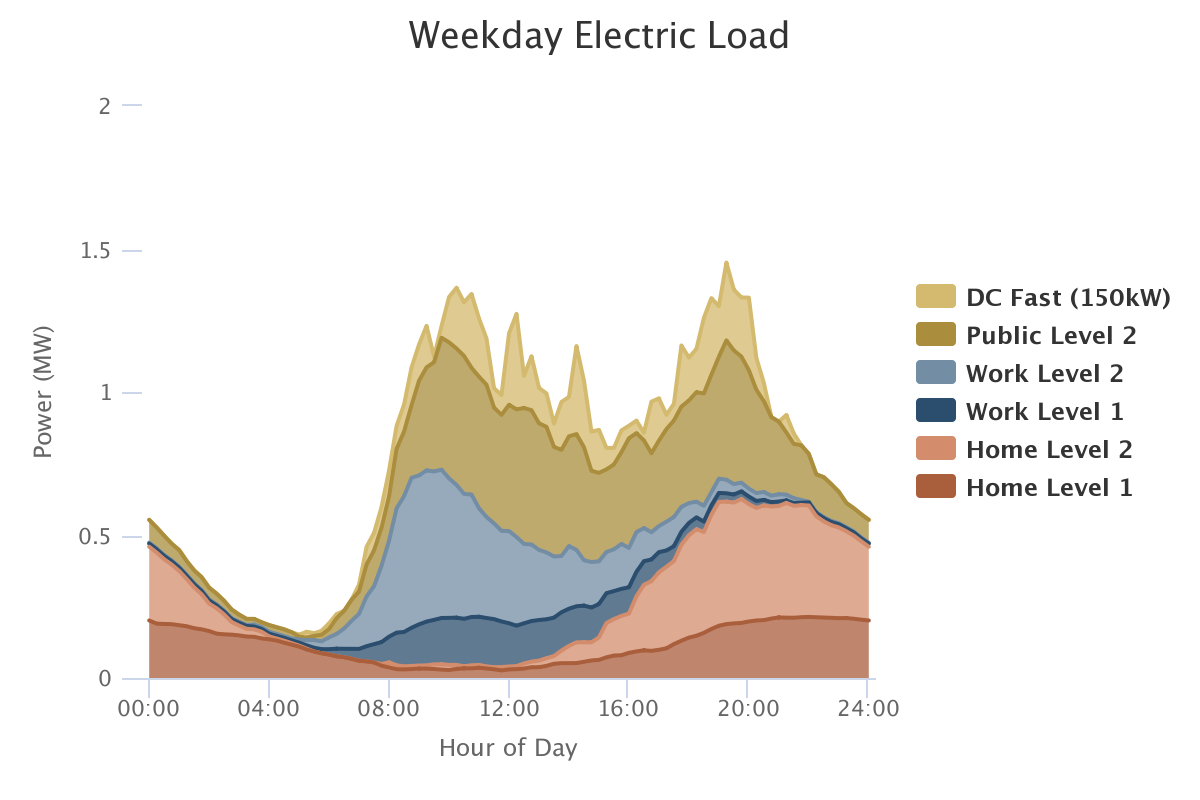 Weekday Electric Load
2
1.5
1
0.5
0
Power (MW)
00:00 04:00 08:00 12:00 16:00 20:00 24:00
Hour of Day
DC Fast (150kW)
Public Level 2
Work Level 2
Work Level 1
Home Level 2
Home Level 1